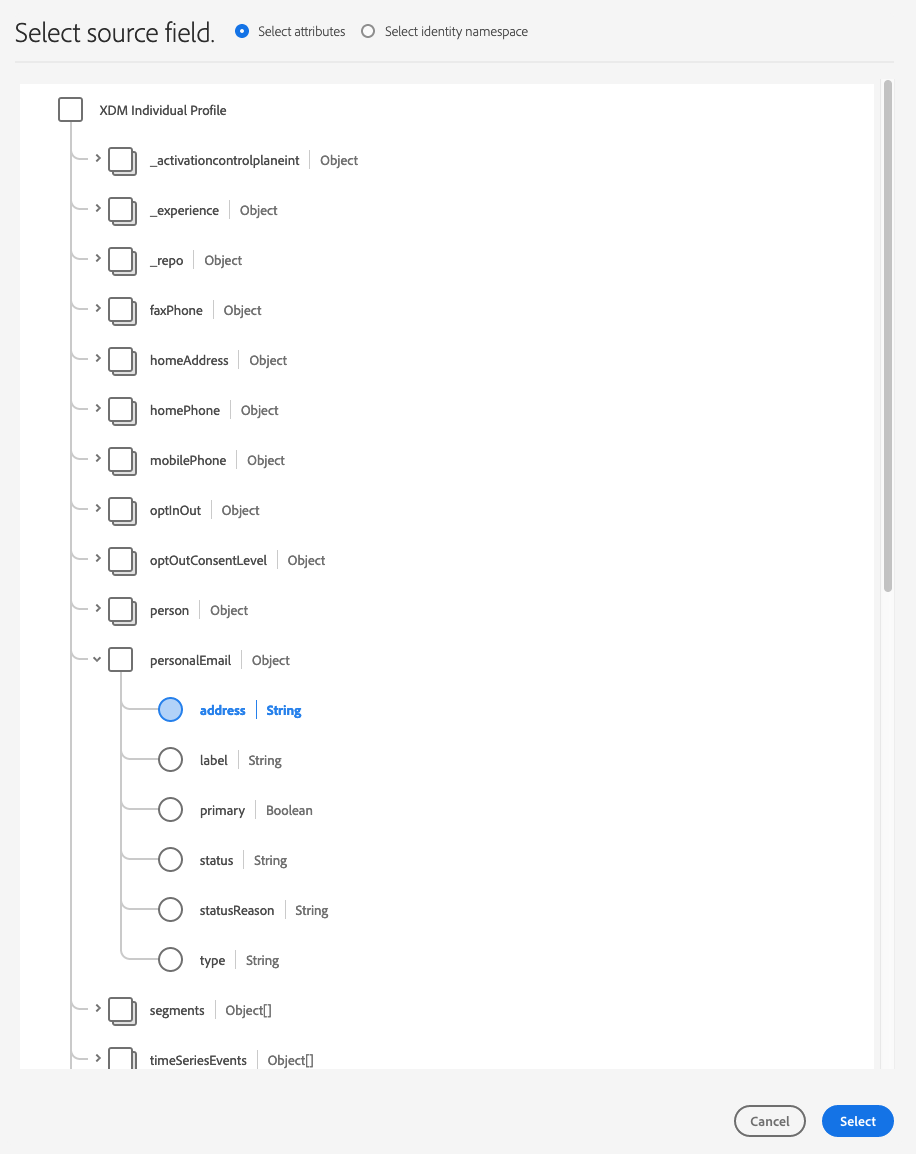 Select source field. Select attributes Select identity namespace
XDM Individual Profile
_activationcontrolplaneint Object
_experience Object
_repo Object
faxPhone Object
homeAddress Object
homePhone Object
mobilePhone Object
optInOut Object
optOutConsentLevel Object
person Object
personalEmail Object
address String
label String
primary Boolean
status String
statusReason String
type String
segments Object[]
timeSeriesEvents Object[]
Cancel Select